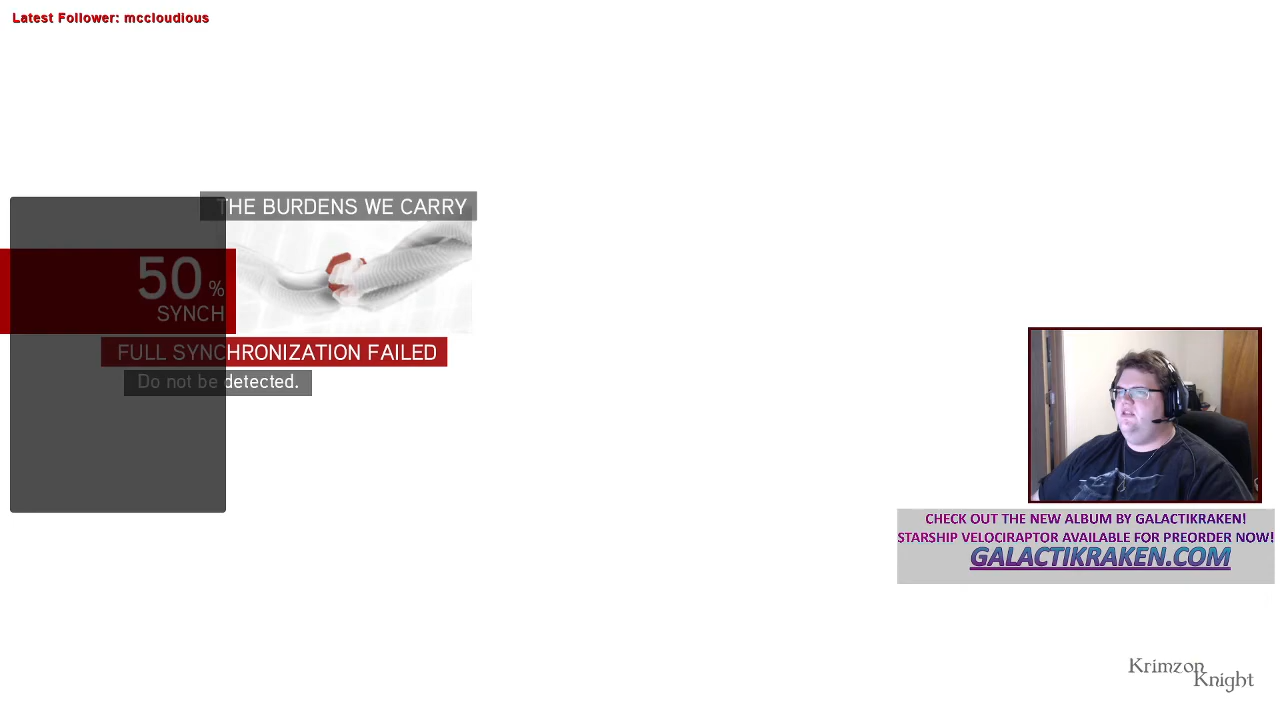 Latest Follower: mccloudious
THE BURDENS WE CARRY
50 %
SYNCH
FULL SYNCHRONIZATION FAILED
Do not be detected.
CHECK OUT THE NEW ALBUM BY GALACTIKRAKEN!
STARSHIP VELOCIRAPTOR AVAILABLE FOR PREORDER NOW!
GALACTIKRAKEN.COM
Krimzon
Knight